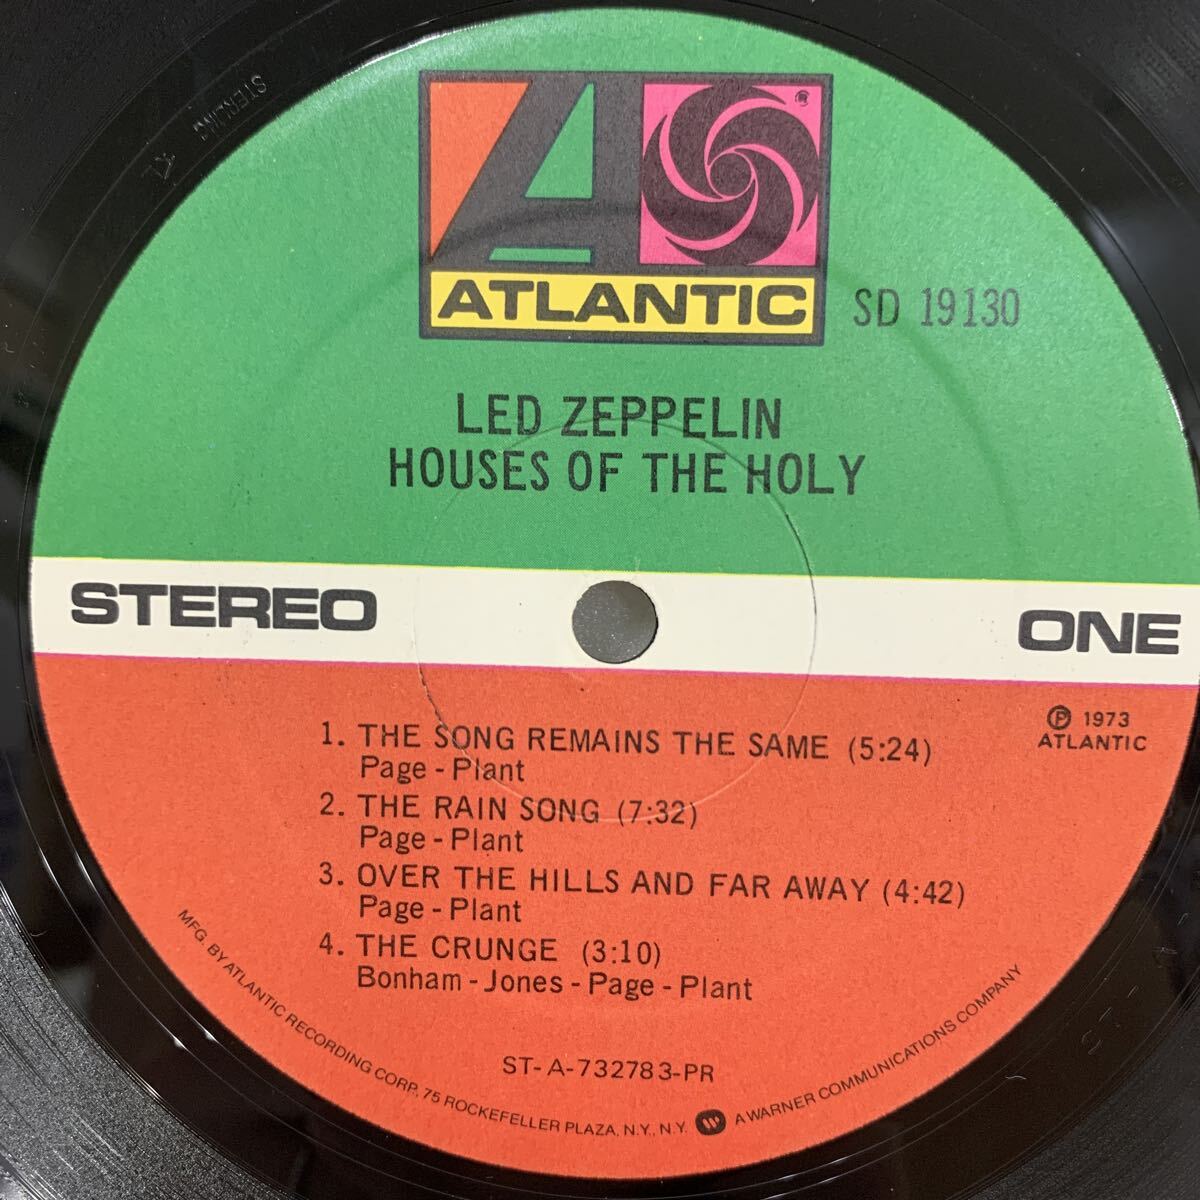 STERLING
®
ATLANTIC
SD 19130
LED ZEPPELIN
HOUSES OF THE HOLY
STEREO
ONE
℗ 1973
ATLANTIC
1. THE SONG REMAINS THE SAME (5:24)
Page - Plant
2. THE RAIN SONG (7:32)
Page - Plant
3. OVER THE HILLS AND FAR AWAY (4:42)
Page - Plant
4. THE CRUNGE (3:10)
Bonham - Jones - Page - Plant
ST-A-732783-PR
MFG. BY ATLANTIC RECORDING CORP., 75 ROCKEFELLER PLAZA, N.Y., N.Y. A WARNER COMMUNICATIONS COMPANY